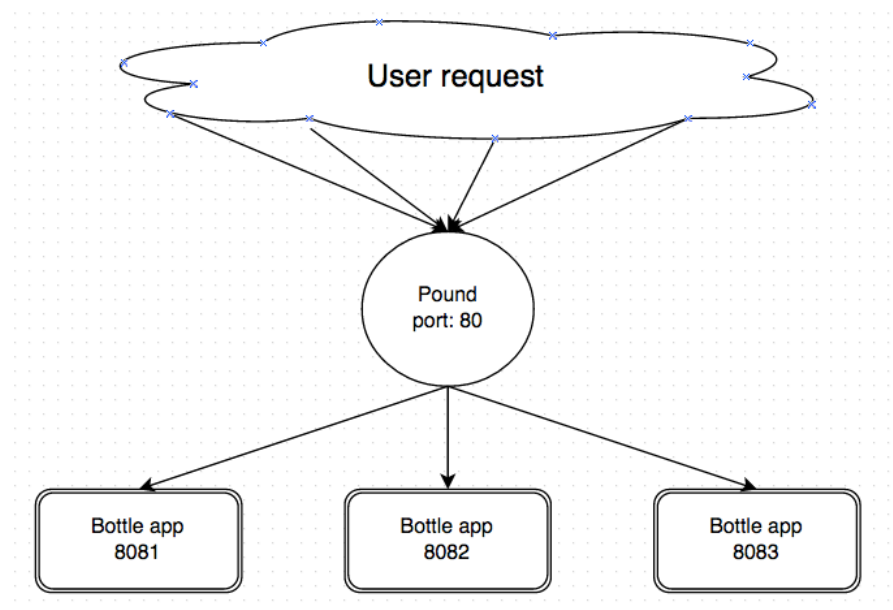 User request
Pound
port: 80
Bottle app
8081
Bottle app
8082
Bottle app
8083